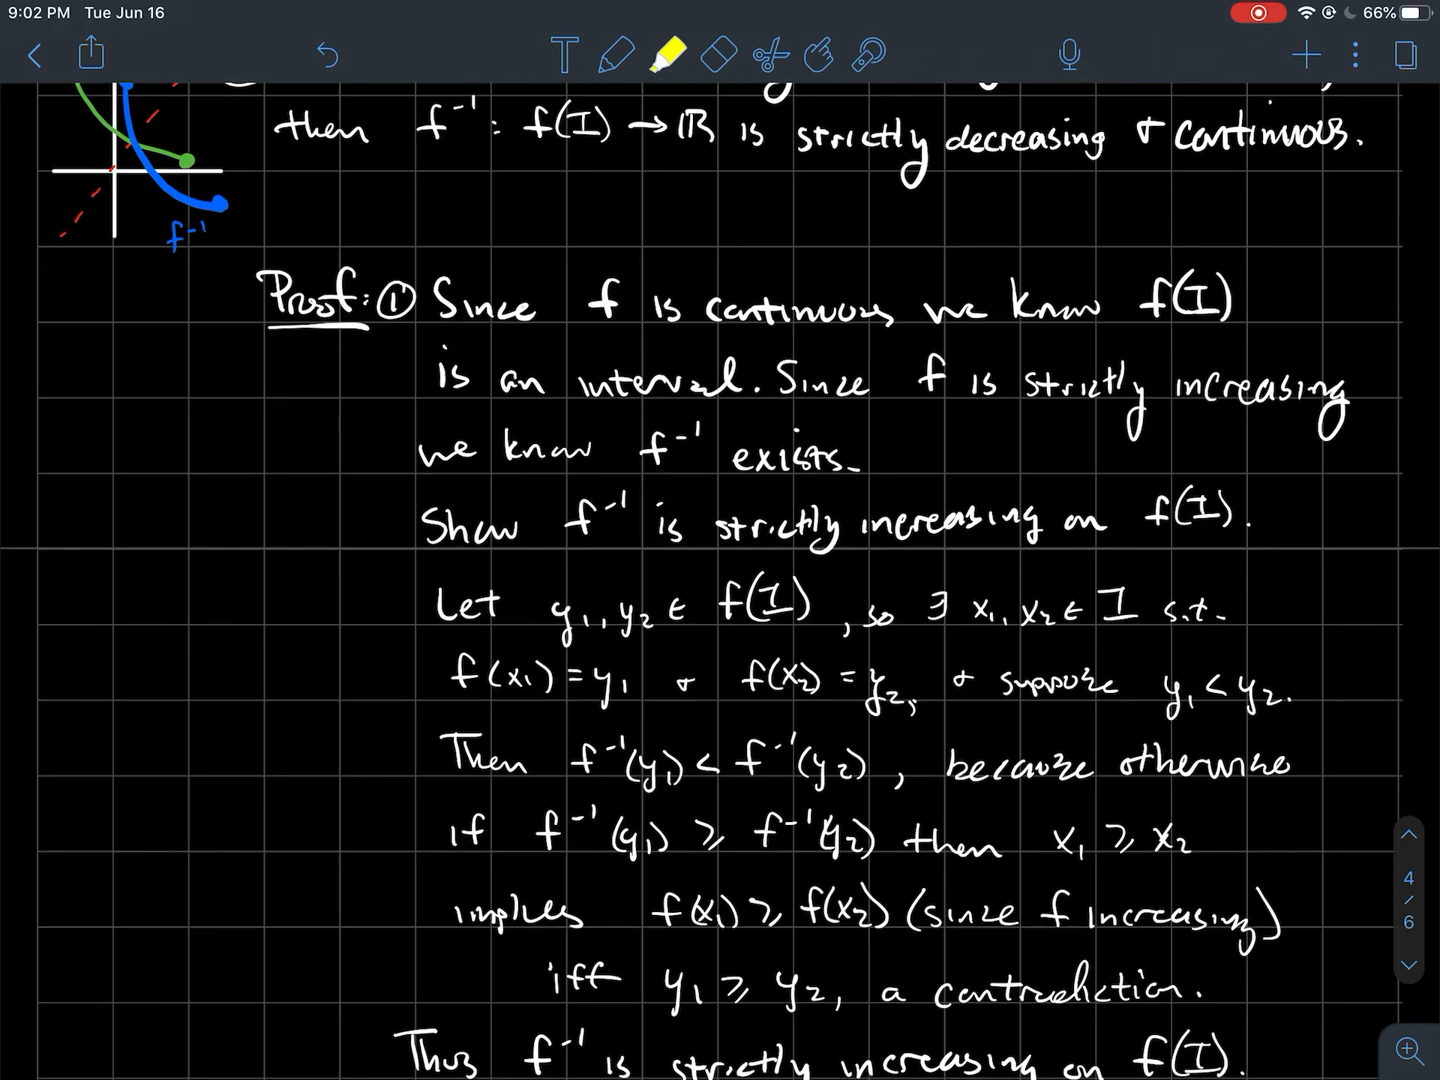 9:02 PM Tue Jun 16
66%
T
then f⁻¹: f(I) → ℝ is strictly decreasing & continuous.
f⁻¹
Proof: ① Since f is continuous we know f(I)
is an interval. Since f is strictly increasing
we know f⁻¹ exists.
Show f⁻¹ is strictly increasing on f(I).
Let y₁, y₂ ∈ f(I), so ∃ x₁, x₂ ∈ I s.t.
f(x₁) = y₁ & f(x₂) = y₂, & suppose y₁ < y₂.
Then f⁻¹(y₁) < f⁻¹(y₂), because otherwise
if f⁻¹(y₁) ≥ f⁻¹(y₂) then x₁ ≥ x₂
implies f(x₁) ≥ f(x₂) (since f increasing)
iff y₁ ≥ y₂, a contradiction.
Thus f⁻¹ is strictly increasing on f(I).
4
/
6